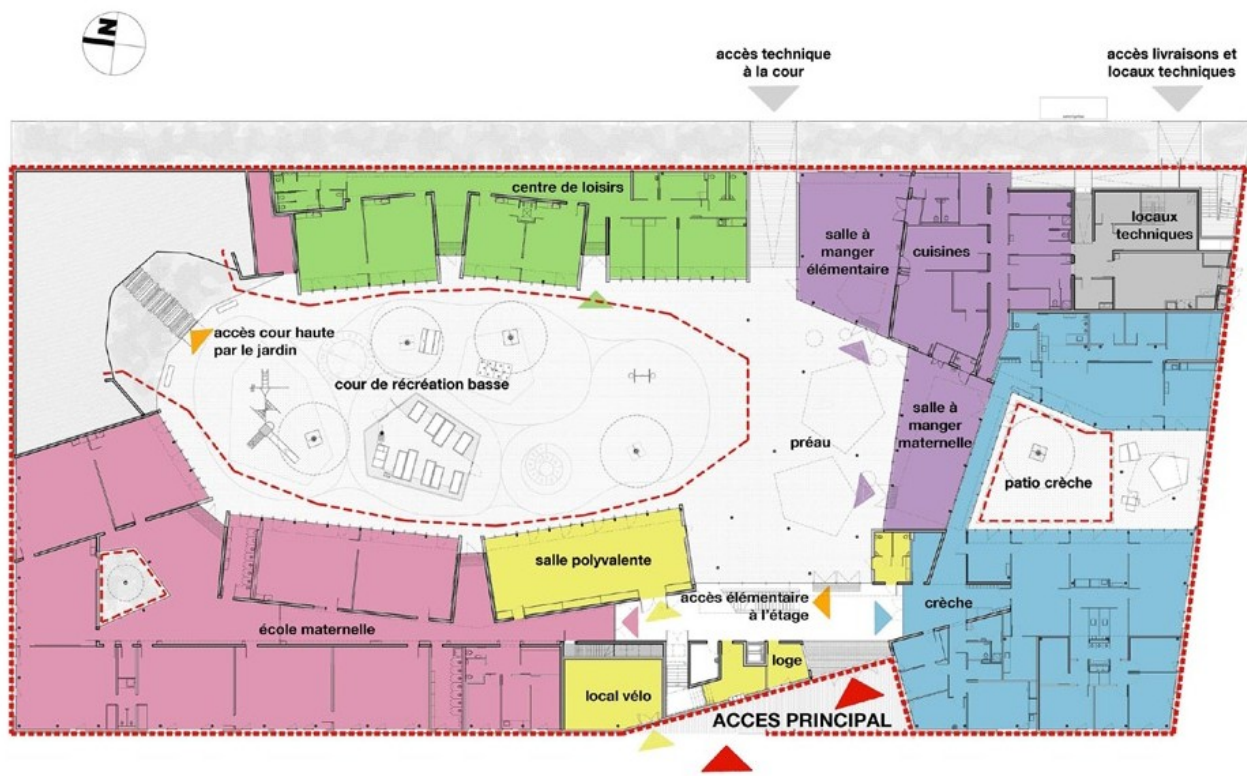 N
accès technique
à la cour
accès livraisons et
locaux techniques
centre de loisirs
salle à
manger
élémentaire
cuisines
locaux
techniques
accès cour haute
par le jardin
cour de récréation basse
préau
salle à
manger
maternelle
patio crèche
salle polyvalente
accès élémentaire
à l'étage
crèche
école maternelle
loge
local vélo
ACCES PRINCIPAL